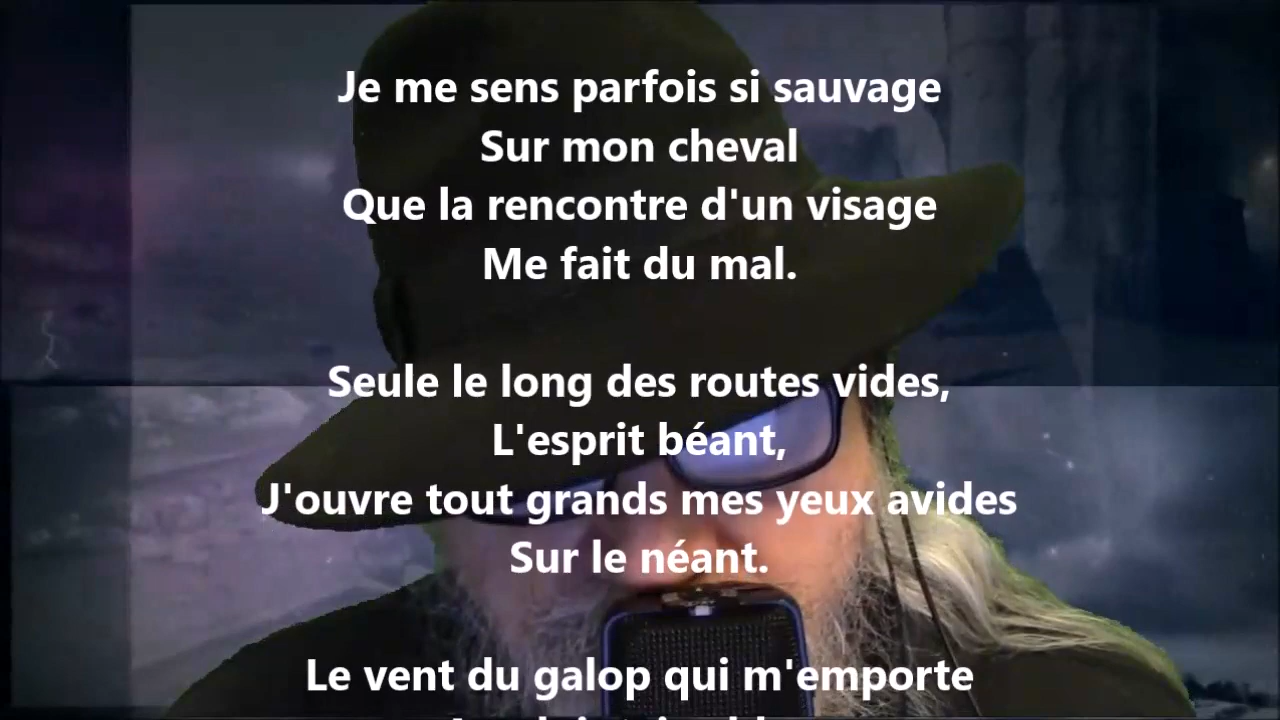 Je me sens parfois si sauvage
Sur mon cheval
Que la rencontre d'un visage
Me fait du mal.
Seule le long des routes vides,
L'esprit béant,
J'ouvre tout grands mes yeux avides
Sur le néant.
Le vent du galop qui m'emporte